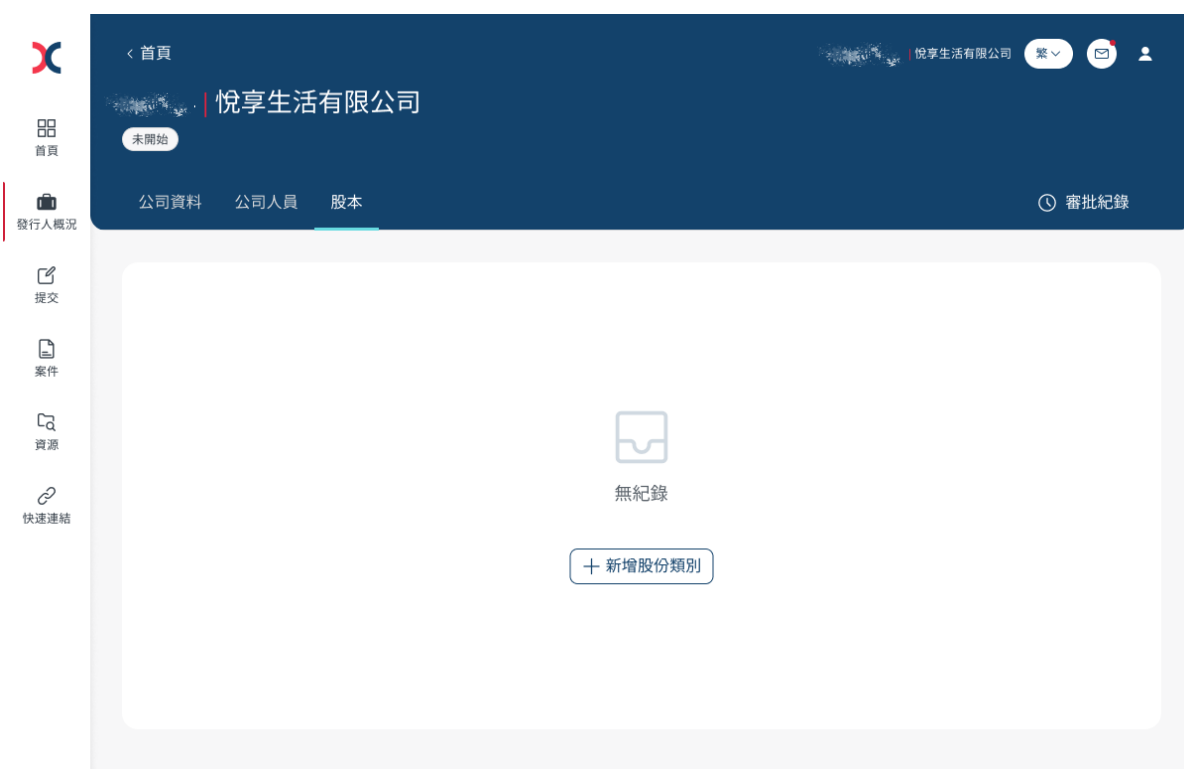 首頁
悅享生活有限公司
繁
悅享生活有限公司
未開始
公司資料 公司人員 股本
審批紀錄
首頁
發行人概況
提交
案件
資源
快速連結
無紀錄
新增股份類別